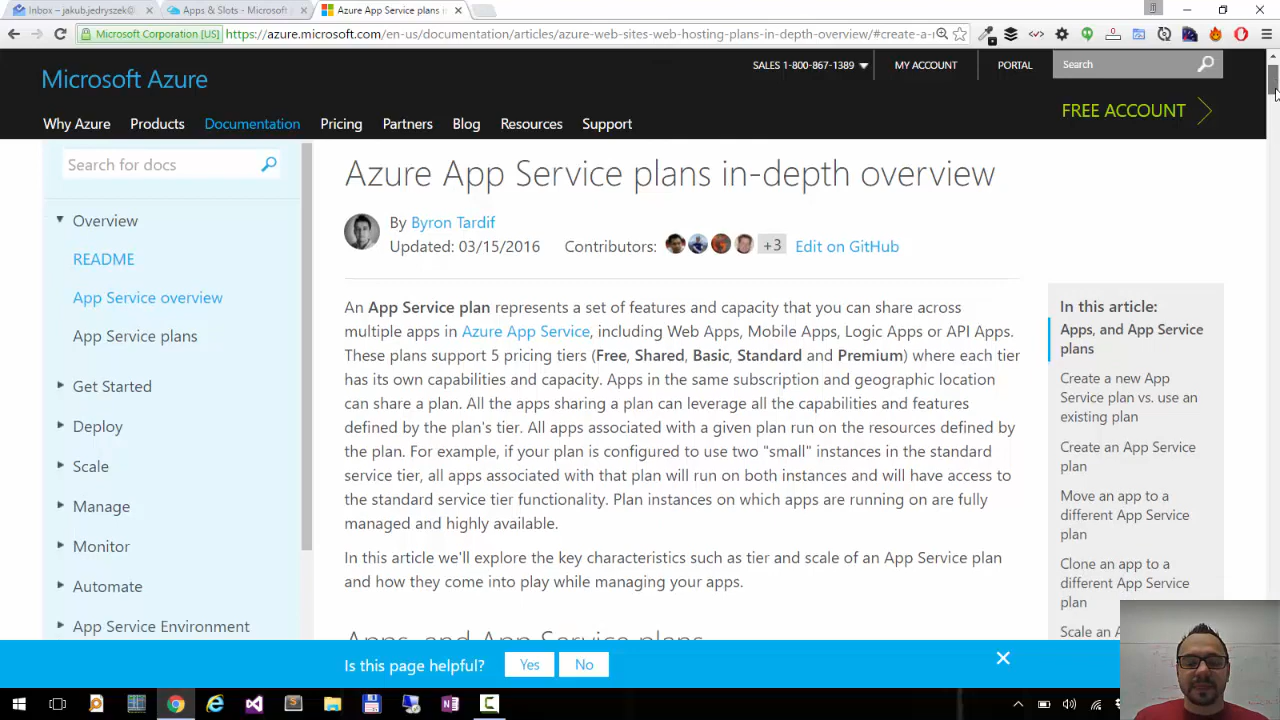 Inbox – jakub.jedryszek@
Apps & Slots - Microsoft
Azure App Service plans i
Microsoft Corporation [US]
https://azure.microsoft.com/en-us/documentation/articles/azure-web-sites-web-hosting-plans-in-depth-overview/#create-a-
Microsoft Azure
SALES 1-800-867-1389
MY ACCOUNT
PORTAL
Search
Why Azure
Products
Documentation
Pricing
Partners
Blog
Resources
Support
FREE ACCOUNT
Search for docs
Overview
README
App Service overview
App Service plans
Get Started
Deploy
Scale
Manage
Monitor
Automate
App Service Environment
Azure App Service plans in-depth overview
By Byron Tardif
Updated: 03/15/2016
Contributors:
+3
Edit on GitHub
An App Service plan represents a set of features and capacity that you can share across
multiple apps in Azure App Service, including Web Apps, Mobile Apps, Logic Apps or API Apps.
These plans support 5 pricing tiers (Free, Shared, Basic, Standard and Premium) where each tier
has its own capabilities and capacity. Apps in the same subscription and geographic location
can share a plan. All the apps sharing a plan can leverage all the capabilities and features
defined by the plan's tier. All apps associated with a given plan run on the resources defined by
the plan. For example, if your plan is configured to use two "small" instances in the standard
service tier, all apps associated with that plan will run on both instances and will have access to
the standard service tier functionality. Plan instances on which apps are running on are fully
managed and highly available.
In this article we'll explore the key characteristics such as tier and scale of an App Service plan
and how they come into play while managing your apps.
Apps, and App Service plans
In this article:
Apps, and App Service
plans
Create a new App
Service plan vs. use an
existing plan
Create an App Service
plan
Move an app to a
different App Service
plan
Clone an app to a
different App Service
plan
Scale an A
Is this page helpful?
Yes
No